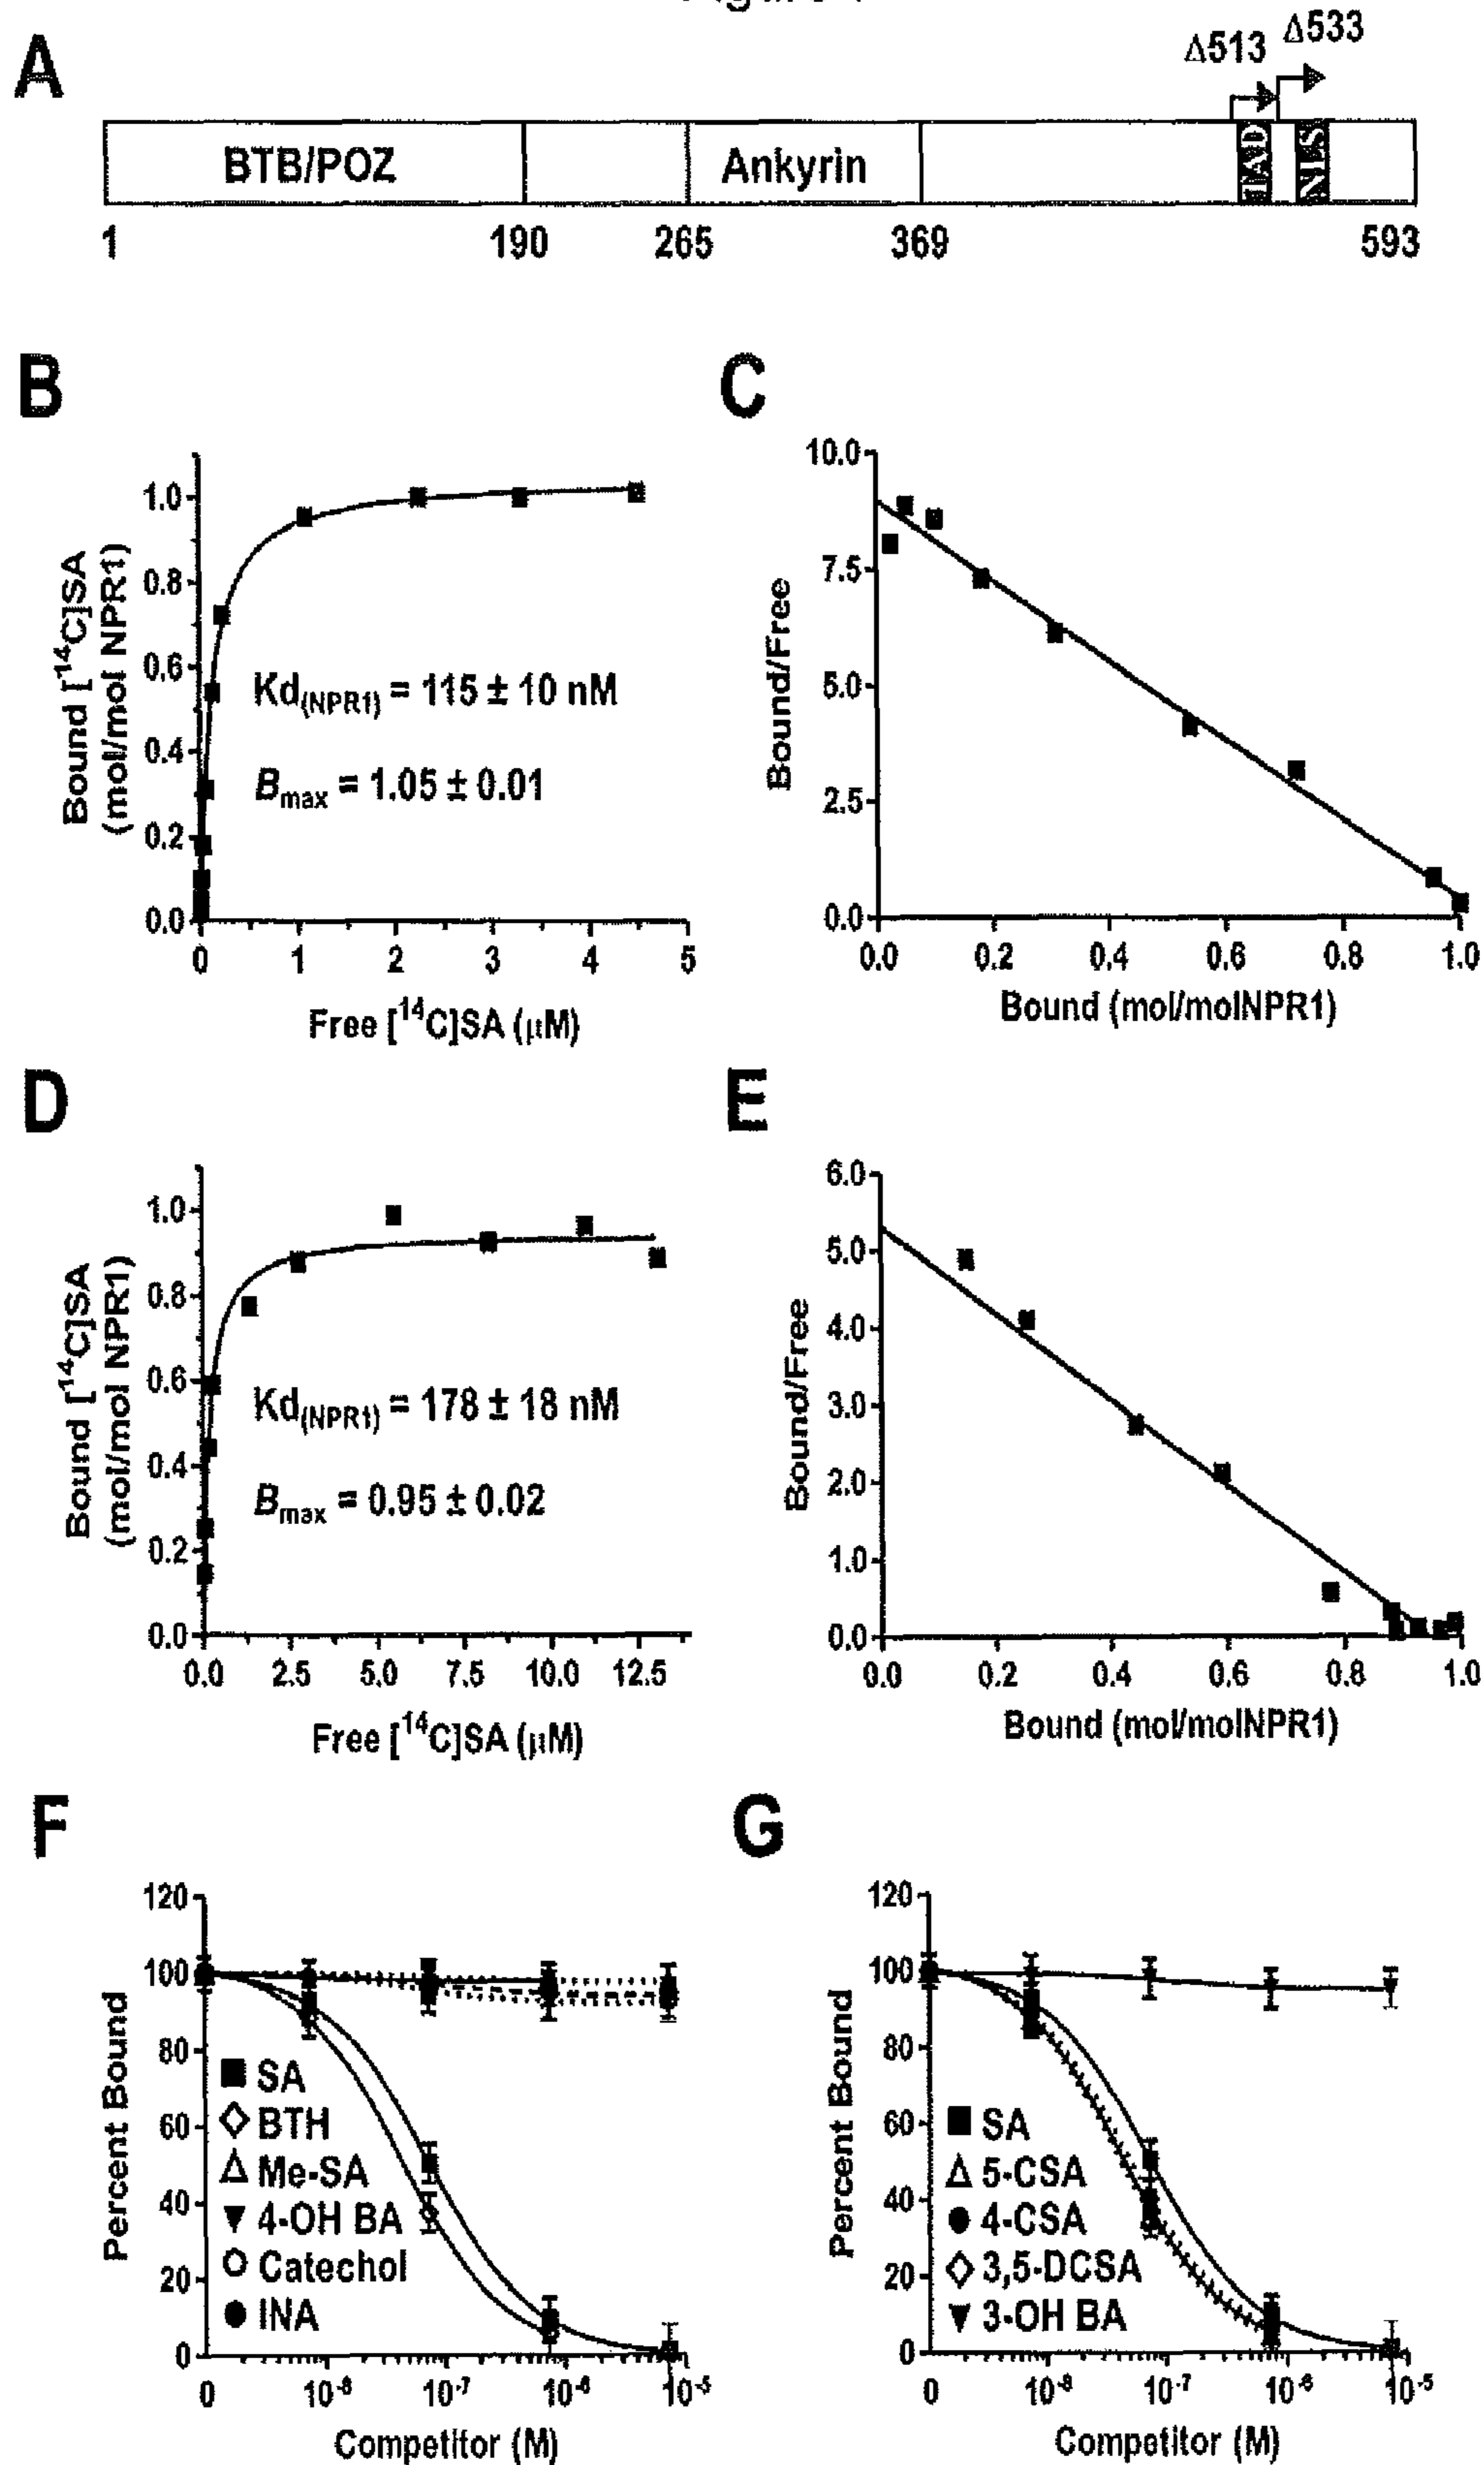 A
Δ513
Δ533
BTB/POZ
Ankyrin
TAD
NLS
1 190 265 369 593
B
1.0
0.8
0.6
0.4
0.2
0.0
Bound [¹⁴C]SA
(mol/mol NPR1)
Kd(NPR1) = 115 ± 10 nM
Bmax = 1.05 ± 0.01
0 1 2 3 4 5
Free [¹⁴C]SA (μM)
C
10.0
7.5
5.0
2.5
0.0
Bound/Free
0.0 0.2 0.4 0.6 0.8 1.0
Bound (mol/molNPR1)
D
1.0
0.8
0.6
0.4
0.2
0.0
Bound [¹⁴C]SA
(mol/mol NPR1)
Kd(NPR1) = 178 ± 18 nM
Bmax = 0.95 ± 0.02
0.0 2.5 5.0 7.5 10.0 12.5
Free [¹⁴C]SA (μM)
E
6.0
5.0
4.0
3.0
2.0
1.0
0.0
Bound/Free
0.0 0.2 0.4 0.6 0.8 1.0
Bound (mol/molNPR1)
F
120
100
80
60
40
20
0
Percent Bound
SA
BTH
Me-SA
4-OH BA
Catechol
INA
0 10⁻⁸ 10⁻⁷ 10⁻⁶ 10⁻⁵
Competitor (M)
G
120
100
80
60
40
20
0
Percent Bound
SA
5-CSA
4-CSA
3,5-DCSA
3-OH BA
0 10⁻⁸ 10⁻⁷ 10⁻⁶ 10⁻⁵
Competitor (M)